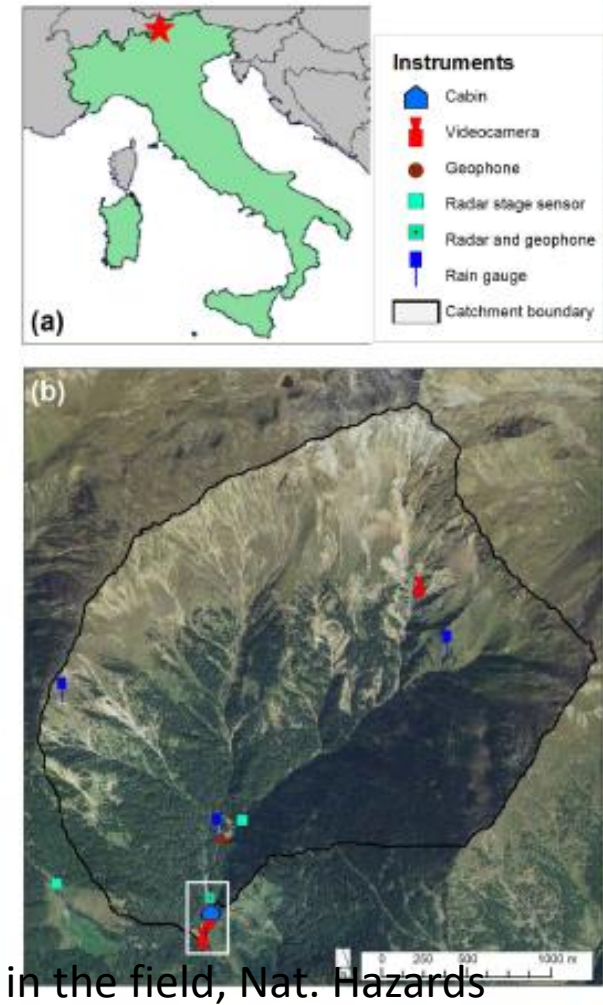 Instruments
Cabin
Videocamera
Geophone
Radar stage sensor
Radar and geophone
Rain gauge
Catchment boundary
(a)
(b)
0 250 500 1000 m
in the field, Nat. Hazards